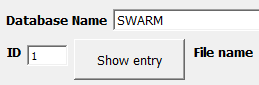 Database Name SWARM
ID 1 Show entry File name